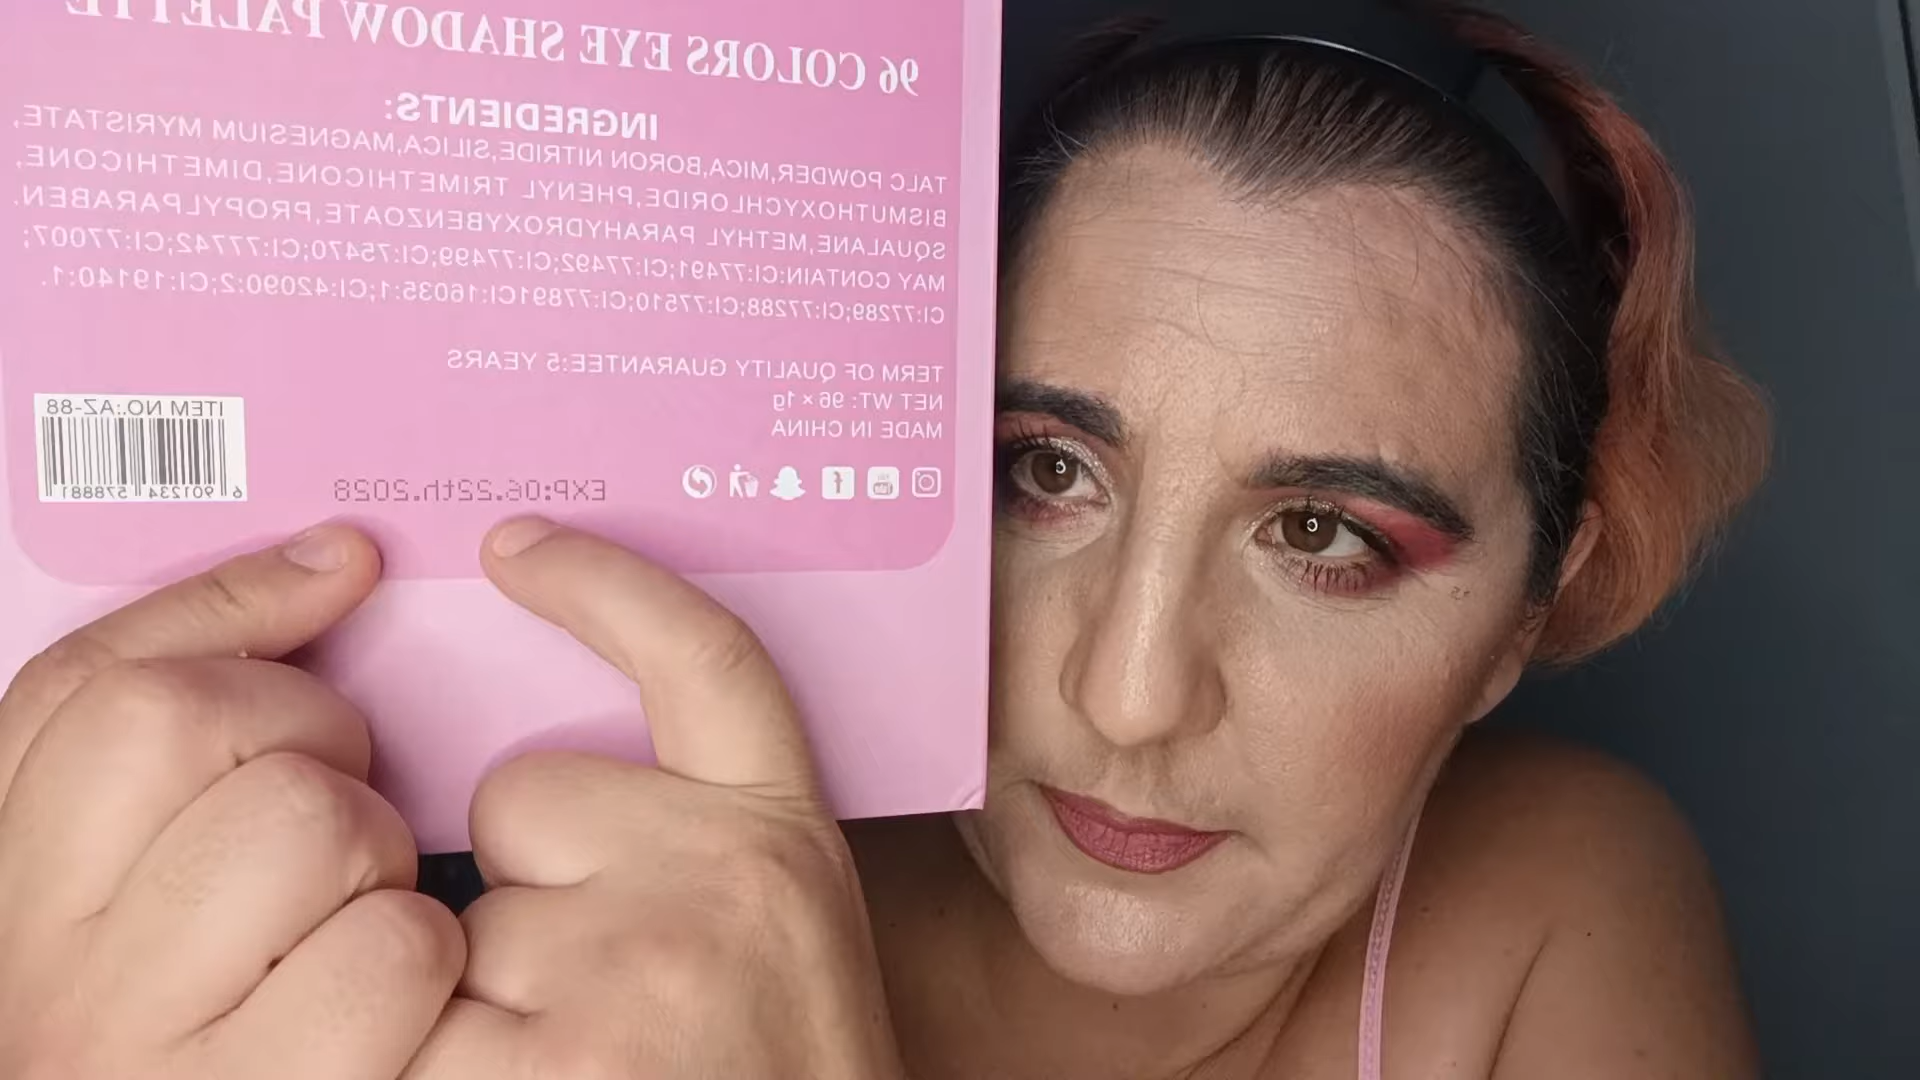 96 COLORS EYE SHADOW PALETTE
INGREDIENTS:
TALC POWDER,MICA,BORON NITRIDE,SILICA,MAGNESIUM MYRISTATE,
BISMUTHOXYCHLORIDE,PHENYL TRIMETHICONE,DIMETHICONE,
SQUALANE,METHYL PARAHYDROXYBENZOATE,PROPYLPARABEN.
MAY CONTAIN:CI:77491;CI:77492;CI:77499;CI:75470;CI:77742;CI:77007;
CI:77289;CI:77288;CI:77510;CI:77891CI:16035:1;CI:42090:2;CI:19140:1.
TERM OF QUALITY GUARANTEE:5 YEARS
NET WT: 96×1g
MADE IN CHINA
EXP:06.22th.2028
ITEM NO.:AZ-88
6 901234 578881